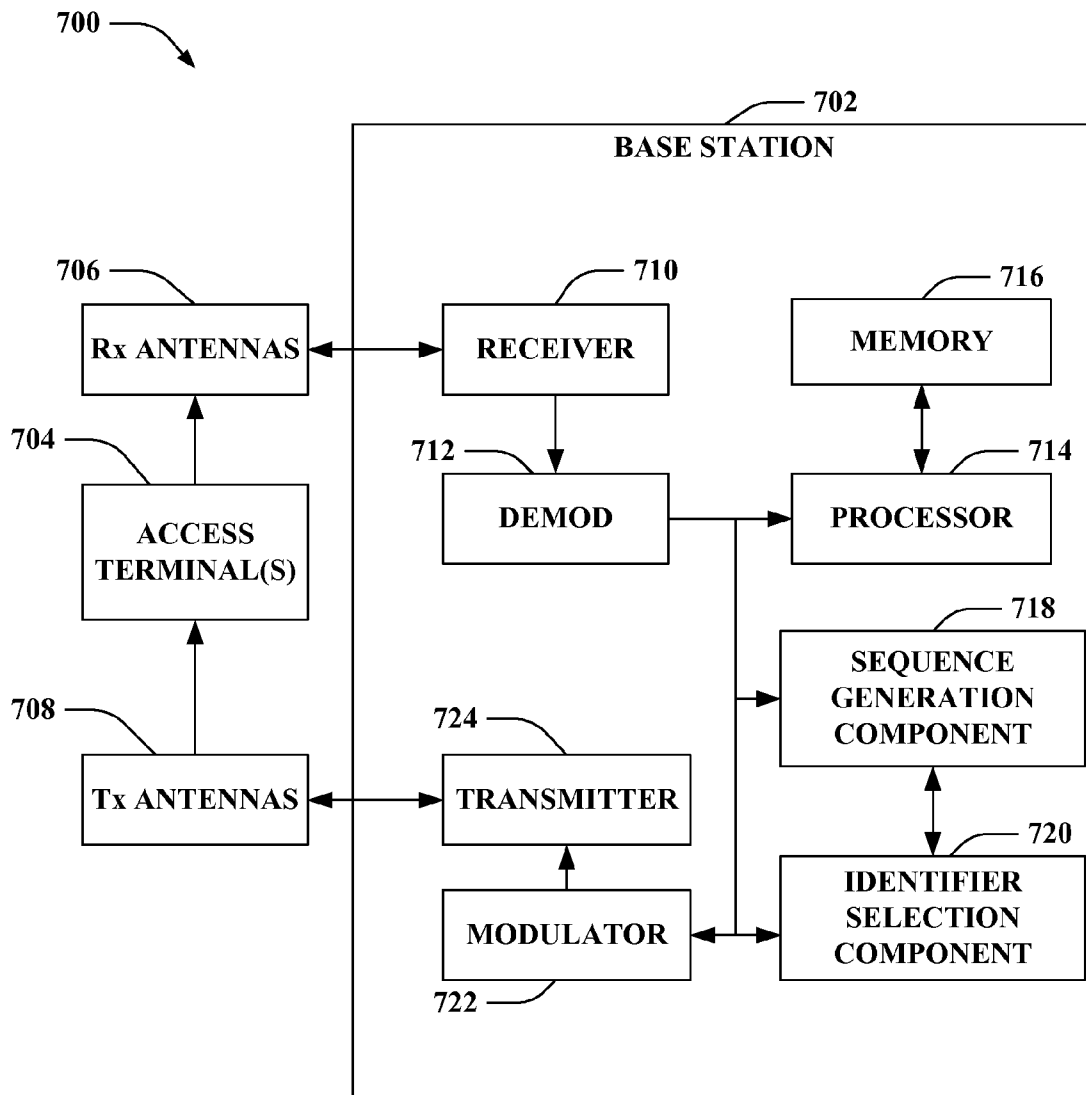 700
702
BASE STATION
706
710
716
Rx ANTENNAS
RECEIVER
MEMORY
704
712
714
ACCESS
TERMINAL(S)
DEMOD
PROCESSOR
718
SEQUENCE
GENERATION
COMPONENT
708
724
Tx ANTENNAS
TRANSMITTER
720
MODULATOR
IDENTIFIER
SELECTION
COMPONENT
722